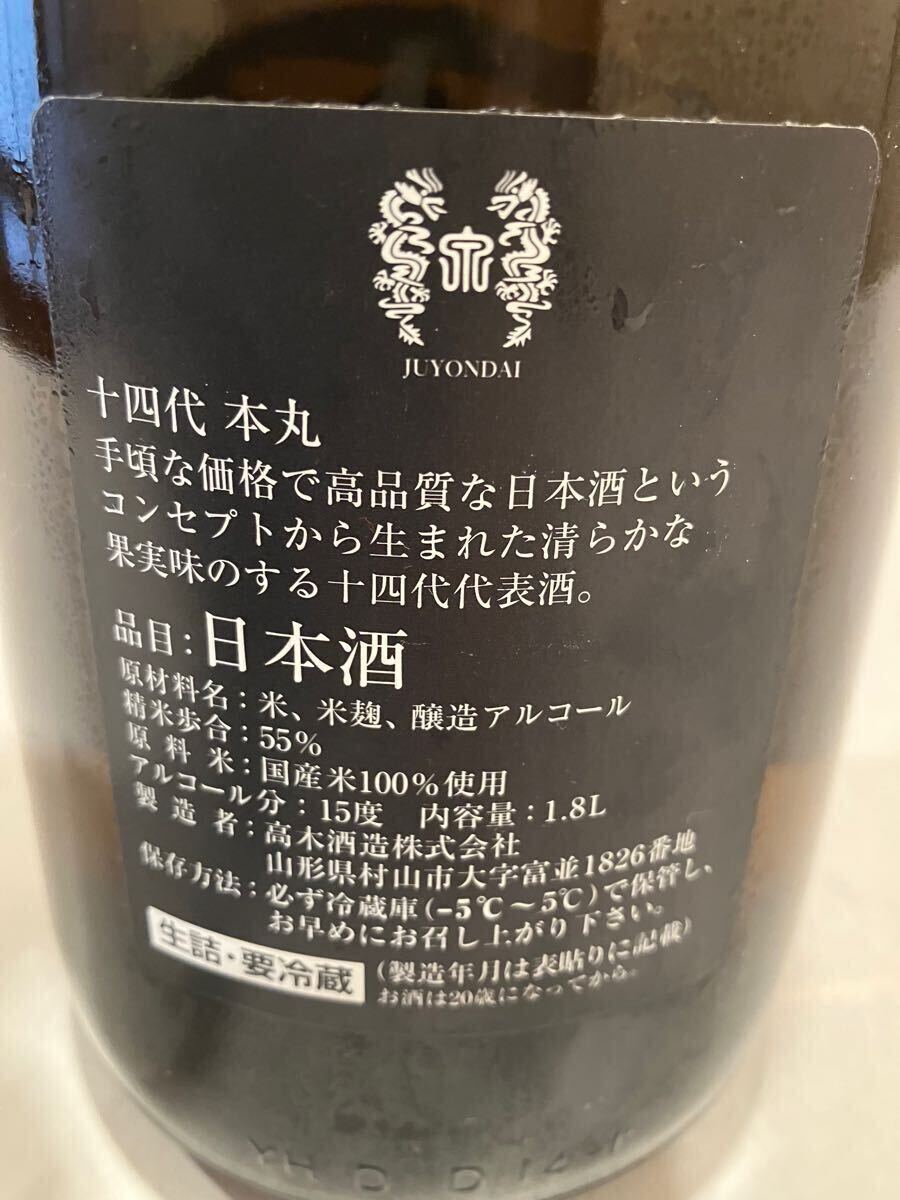 JUYONDAI
十四代 本丸
手頃な価格で高品質な日本酒という
コンセプトから生まれた清らかな
果実味のする十四代代表酒。
品目：日本酒
原材料名：米、米麹、醸造アルコール
精米歩合：55%
原料米：国産米100%使用
アルコール分：15度 内容量：1.8L
製造者：高木酒造株式会社
山形県村山市大字富並1826番地
保存方法：必ず冷蔵庫(-5℃～5℃)で保管し、
お早めにお召し上がり下さい。
生詰・要冷蔵
(製造年月は表貼りに記載)
お酒は20歳になってから。